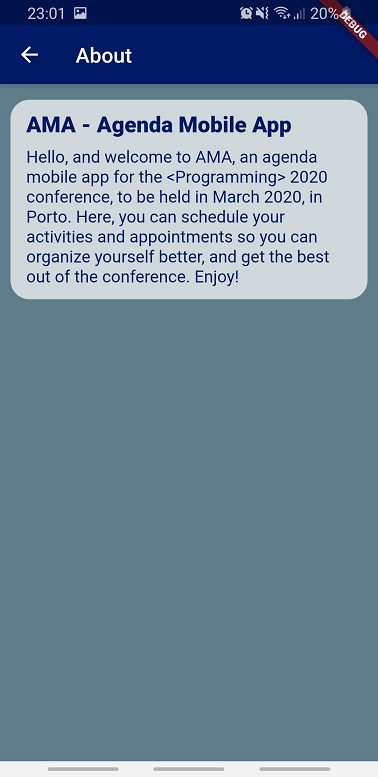 23:01
20%
DEBUG
About
AMA - Agenda Mobile App
Hello, and welcome to AMA, an agenda
mobile app for the <Programming> 2020
conference, to be held in March 2020, in
Porto. Here, you can schedule your
activities and appointments so you can
organize yourself better, and get the best
out of the conference. Enjoy!